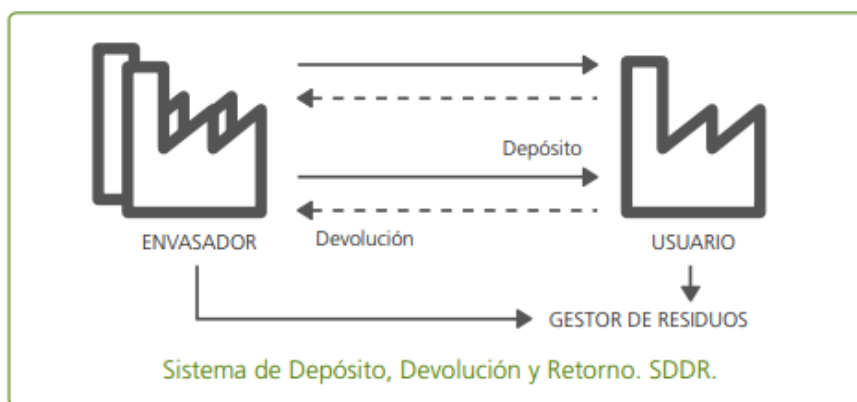 Depósito
Devolución
ENVASADOR
USUARIO
GESTOR DE RESIDUOS
Sistema de Depósito, Devolución y Retorno. SDDR.